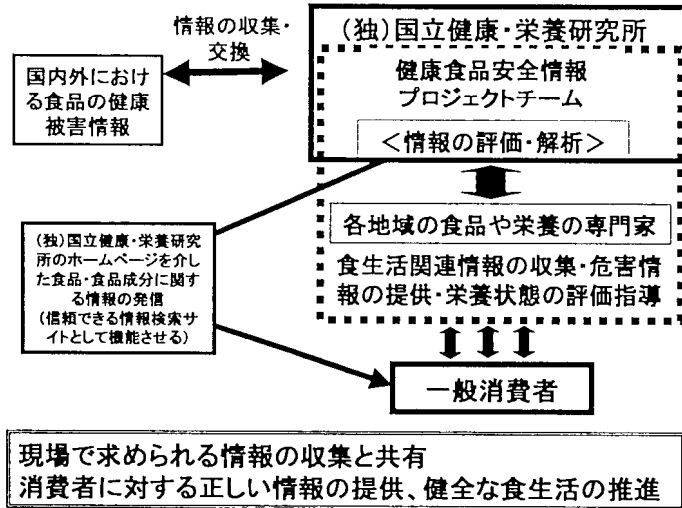 情報の収集・
交換
(独)国立健康・栄養研究所
国内外におけ
る食品の健康
被害情報
健康食品安全情報
プロジェクトチーム
＜情報の評価・解析＞
各地域の食品や栄養の専門家
食生活関連情報の収集・危害情
報の提供・栄養状態の評価指導
(独)国立健康・栄養研究
所のホームページを介し
た食品・食品成分に関す
る情報の発信
(信頼できる情報検索サ
イトとして機能させる)
一般消費者
現場で求められる情報の収集と共有
消費者に対する正しい情報の提供、健全な食生活の推進